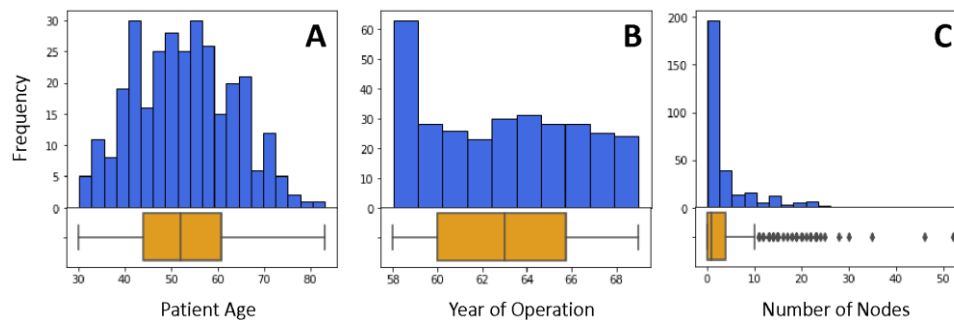 A
B
C
Frequency
30
25
20
15
10
5
0
60
50
40
30
20
10
0
200
150
100
50
0
30 40 50 60 70 80
58 60 62 64 66 68
0 10 20 30 40 50
Patient Age
Year of Operation
Number of Nodes